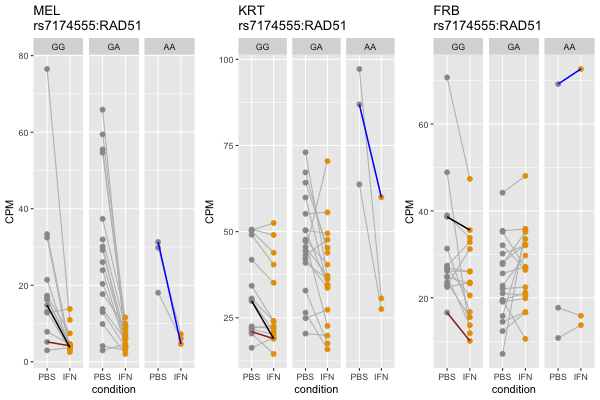 MEL
rs7174555:RAD51
GG GA AA
CPM
80
60
40
20
0
PBS IFN PBS IFN PBS IFN
condition
KRT
rs7174555:RAD51
GG GA AA
CPM
100
75
50
25
PBS IFN PBS IFN PBS IFN
condition
FRB
rs7174555:RAD51
GG GA AA
CPM
60
40
20
PBS IFN PBS IFN PBS IFN
condition